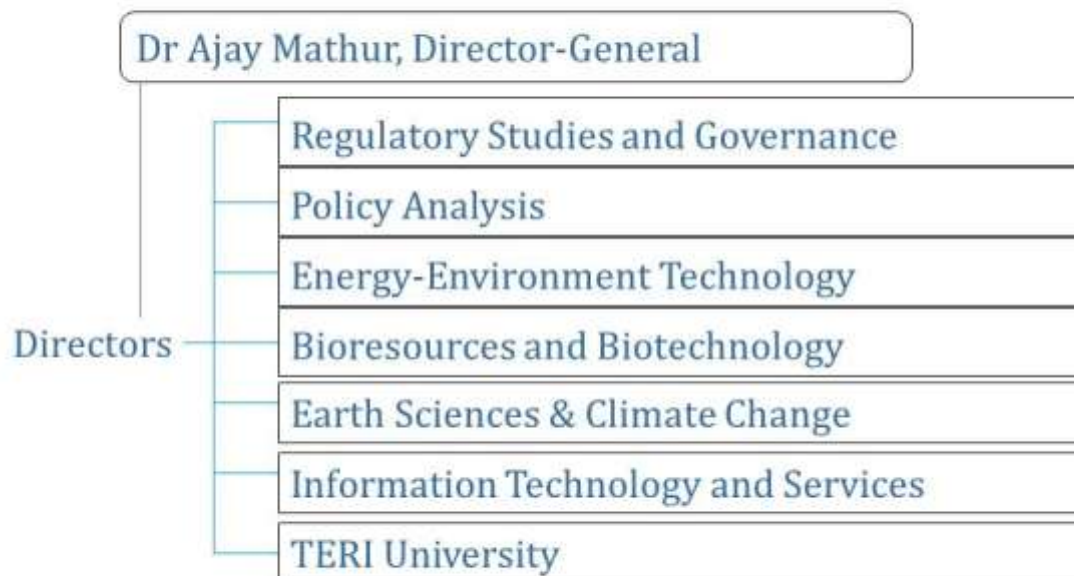 Dr Ajay Mathur, Director-General
Regulatory Studies and Governance
Policy Analysis
Energy-Environment Technology
Directors
Bioresources and Biotechnology
Earth Sciences & Climate Change
Information Technology and Services
TERI University